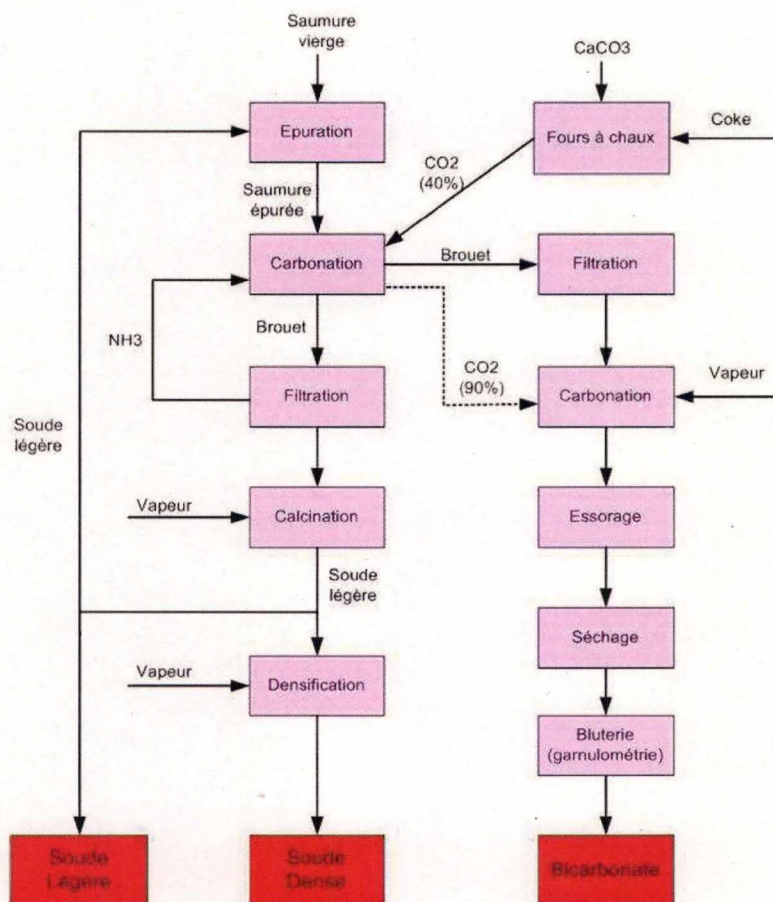 Saumure
vierge
CaCO3
Epuration
Fours à chaux
Coke
CO2
(40%)
Saumure
épurée
Carbonation
Brouet
Filtration
Brouet
NH3
CO2
(90%)
Vapeur
Filtration
Carbonation
Soude
légère
Vapeur
Calcination
Essorage
Soude
légère
Séchage
Vapeur
Densification
Bluterie
(garnulométrie)
Soude
Légère
Soude
Dense
Bicarbonate